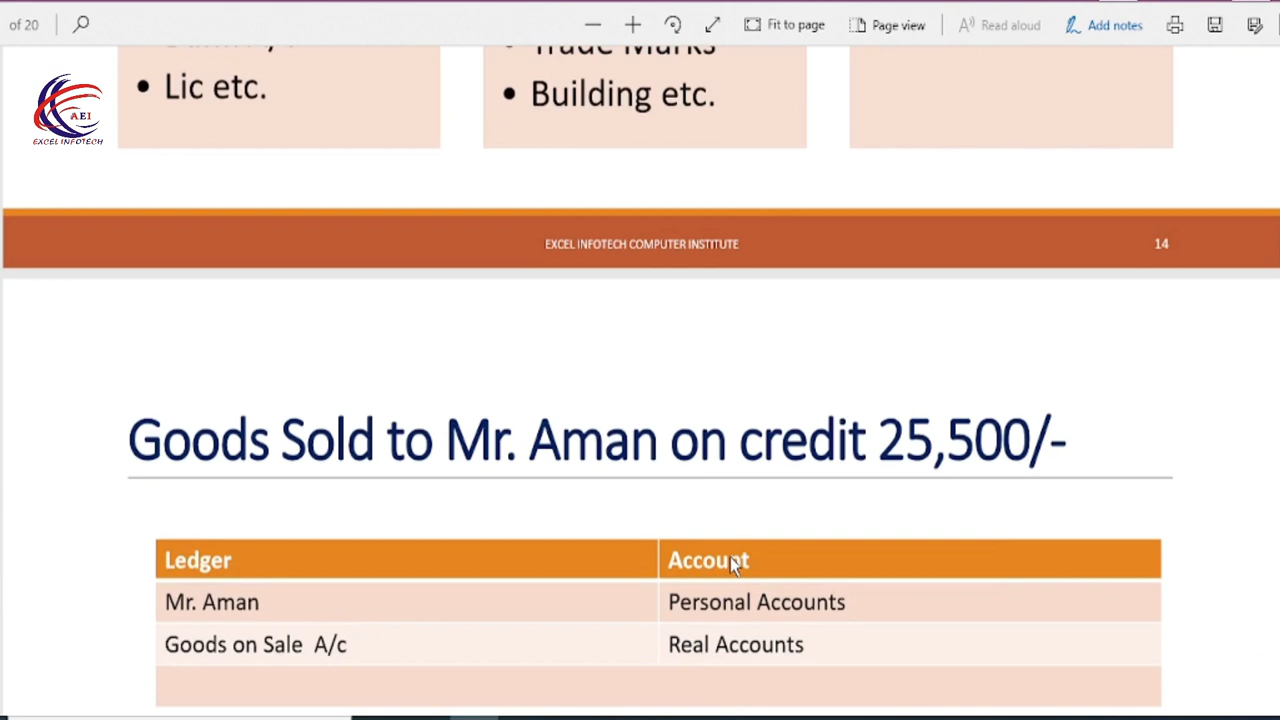 of 20
Fit to page
Page view
Read aloud
Add notes
Trade Marks
• Lic etc.
• Building etc.
AEI
EXCEL INFOTECH
EXCEL INFOTECH COMPUTER INSTITUTE
14
Goods Sold to Mr. Aman on credit 25,500/-
Ledger Account
Mr. Aman Personal Accounts
Goods on Sale A/c Real Accounts